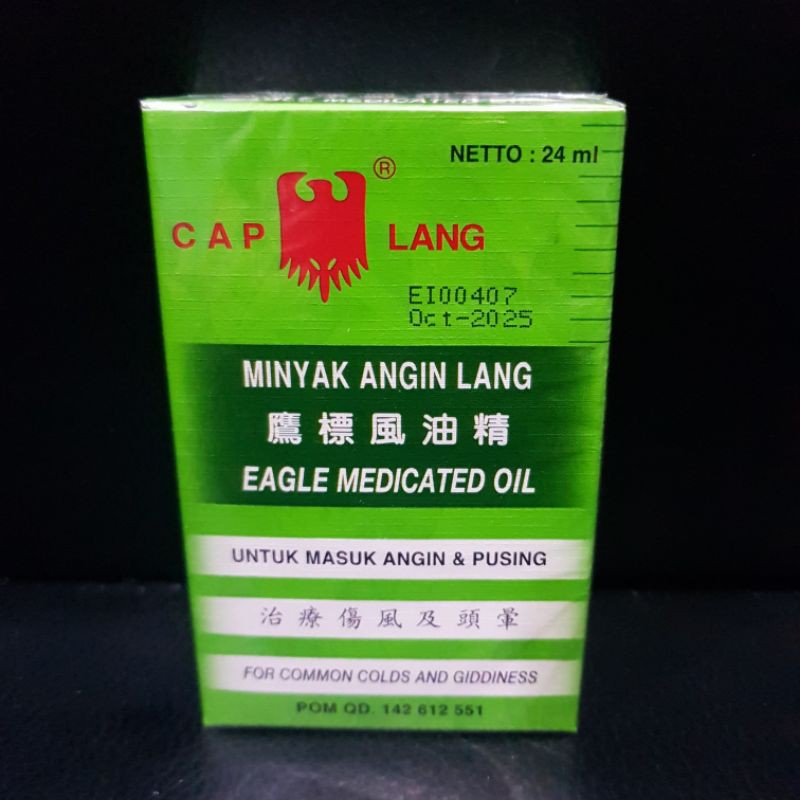 NETTO : 24 ml
CAP LANG ®
EI00407
Oct-2025
MINYAK ANGIN LANG
鷹標風油精
EAGLE MEDICATED OIL
UNTUK MASUK ANGIN & PUSING
治療傷風及頭暈
FOR COMMON COLDS AND GIDDINESS
POM QD. 142 612 551